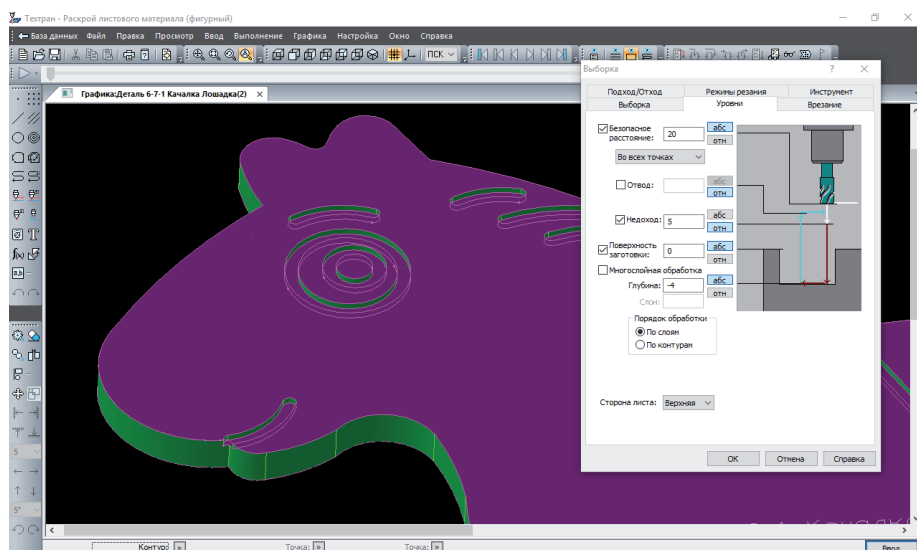 Техтран - Раскрой листового материала (фигурный)
База данных Файл Правка Просмотр Ввод Выполнение Графика Настройка Окно Справка
ПСК
Графика:Деталь 6-7-1 Качалка Лошадка(2)
Выборка
Подход/Отход Режимы резания Инструмент
Выборка Уровни Врезание
Безопасное расстояние: 20 абс
отн
Во всех точках
Отвод: абс
отн
Недоход: 5 абс
отн
Поверхность заготовки: 0 абс
отн
Многослойная обработка
Глубина: -4 абс
отн
Слои:
Порядок обработки
По слоям
По контурам
Сторона листа: Верхняя
OK Отмена Справка
5
5°
Контур: Точка: Точка: Ввод